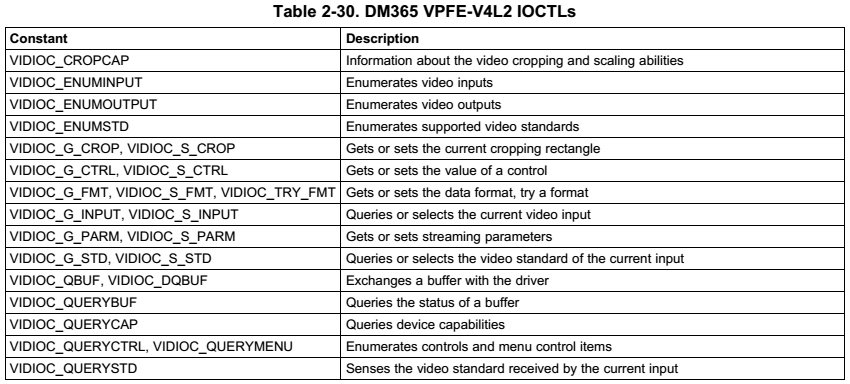 Table 2-30. DM365 VPFE-V4L2 IOCTLs
Constant Description
VIDIOC_CROPCAP Information about the video cropping and scaling abilities
VIDIOC_ENUMINPUT Enumerates video inputs
VIDIOC_ENUMOUTPUT Enumerates video outputs
VIDIOC_ENUMSTD Enumerates supported video standards
VIDIOC_G_CROP, VIDIOC_S_CROP Gets or sets the current cropping rectangle
VIDIOC_G_CTRL, VIDIOC_S_CTRL Gets or sets the value of a control
VIDIOC_G_FMT, VIDIOC_S_FMT, VIDIOC_TRY_FMT Gets or sets the data format, try a format
VIDIOC_G_INPUT, VIDIOC_S_INPUT Queries or selects the current video input
VIDIOC_G_PARM, VIDIOC_S_PARM Gets or sets streaming parameters
VIDIOC_G_STD, VIDIOC_S_STD Queries or selects the video standard of the current input
VIDIOC_QBUF, VIDIOC_DQBUF Exchanges a buffer with the driver
VIDIOC_QUERYBUF Queries the status of a buffer
VIDIOC_QUERYCAP Queries device capabilities
VIDIOC_QUERYCTRL, VIDIOC_QUERYMENU Enumerates controls and menu control items
VIDIOC_QUERYSTD Senses the video standard received by the current input